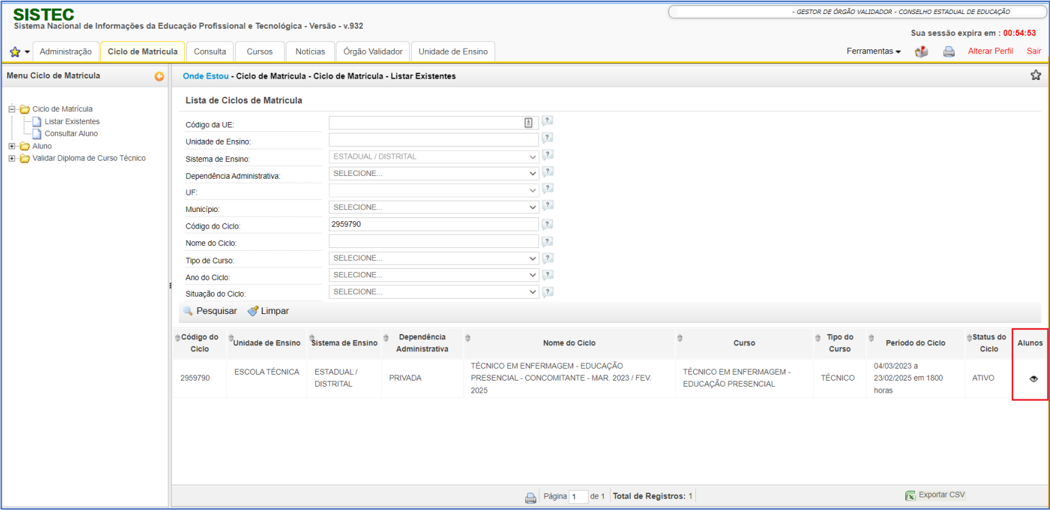 SISTEC
Sistema Nacional de Informações da Educação Profissional e Tecnológica - Versão - v.932
- GESTOR DE ÓRGÃO VALIDADOR - CONSELHO ESTADUAL DE EDUCAÇÃO
Sua sessão expira em : 00:54:53
Administração Ciclo de Matrícula Consulta Cursos Notícias Órgão Validador Unidade de Ensino Ferramentas Alterar Perfil Sair
Menu Ciclo de Matrícula
Onde Estou - Ciclo de Matrícula - Ciclo de Matrícula - Listar Existentes
Ciclo de Matrícula
Listar Existentes
Consultar Aluno
Aluno
Validar Diploma de Curso Técnico
Lista de Ciclos de Matrícula
Código da UE:
Unidade de Ensino:
Sistema de Ensino: ESTADUAL / DISTRITAL
Dependência Administrativa: SELECIONE...
UF:
Município: SELECIONE...
Código do Ciclo: 2959790
Nome do Ciclo:
Tipo de Curso: SELECIONE...
Ano do Ciclo: SELECIONE...
Situação do Ciclo: SELECIONE...
Pesquisar Limpar
Código do Ciclo Unidade de Ensino Sistema de Ensino Dependência Administrativa Nome do Ciclo Curso Tipo do Curso Período do Ciclo Status do Ciclo Alunos
2959790 ESCOLA TÉCNICA ESTADUAL / DISTRITAL PRIVADA TÉCNICO EM ENFERMAGEM - EDUCAÇÃO PRESENCIAL - CONCOMITANTE - MAR. 2023 / FEV. 2025 TÉCNICO EM ENFERMAGEM - EDUCAÇÃO PRESENCIAL TÉCNICO 04/03/2023 a 23/02/2025 em 1800 horas ATIVO
Página 1 de 1 Total de Registros: 1 Exportar CSV